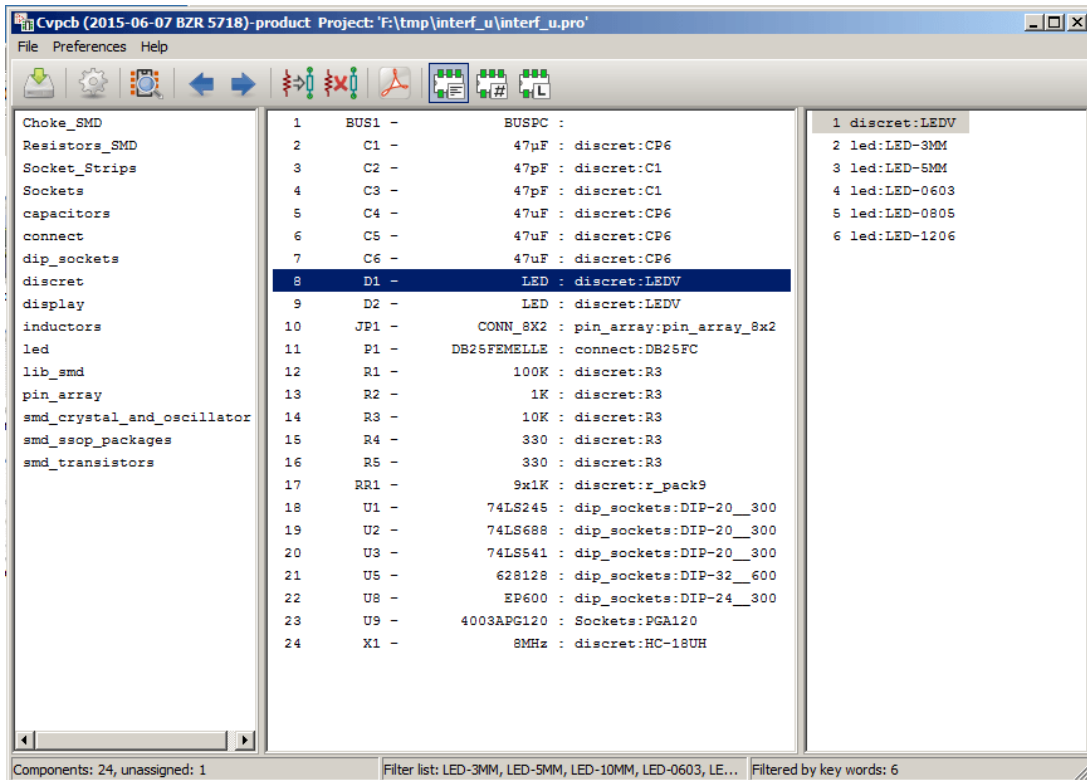 Cvpcb (2015-06-07 BZR 5718)-product Project: 'F:\tmp\interf_u\interf_u.pro'
File Preferences Help
Choke_SMD
Resistors_SMD
Socket_Strips
Sockets
capacitors
connect
dip_sockets
discret
display
inductors
led
lib_smd
pin_array
smd_crystal_and_oscillator
smd_ssop_packages
smd_transistors
1 BUS1 - BUSPC :
2 C1 - 47µF : discret:CP6
3 C2 - 47pF : discret:C1
4 C3 - 47pF : discret:C1
5 C4 - 47uF : discret:CP6
6 C5 - 47uF : discret:CP6
7 C6 - 47uF : discret:CP6
8 D1 - LED : discret:LEDV
9 D2 - LED : discret:LEDV
10 JP1 - CONN_8X2 : pin_array:pin_array_8x2
11 P1 - DB25FEMELLE : connect:DB25FC
12 R1 - 100K : discret:R3
13 R2 - 1K : discret:R3
14 R3 - 10K : discret:R3
15 R4 - 330 : discret:R3
16 R5 - 330 : discret:R3
17 RR1 - 9x1K : discret:r_pack9
18 U1 - 74LS245 : dip_sockets:DIP-20__300
19 U2 - 74LS688 : dip_sockets:DIP-20__300
20 U3 - 74LS541 : dip_sockets:DIP-20__300
21 U5 - 628128 : dip_sockets:DIP-32__600
22 U8 - EP600 : dip_sockets:DIP-24__300
23 U9 - 4003APG120 : Sockets:PGA120
24 X1 - 8MHz : discret:HC-18UH
1 discret:LEDV
2 led:LED-3MM
3 led:LED-5MM
4 led:LED-0603
5 led:LED-0805
6 led:LED-1206
Components: 24, unassigned: 1
Filter list: LED-3MM, LED-5MM, LED-10MM, LED-0603, LE...
Filtered by key words: 6